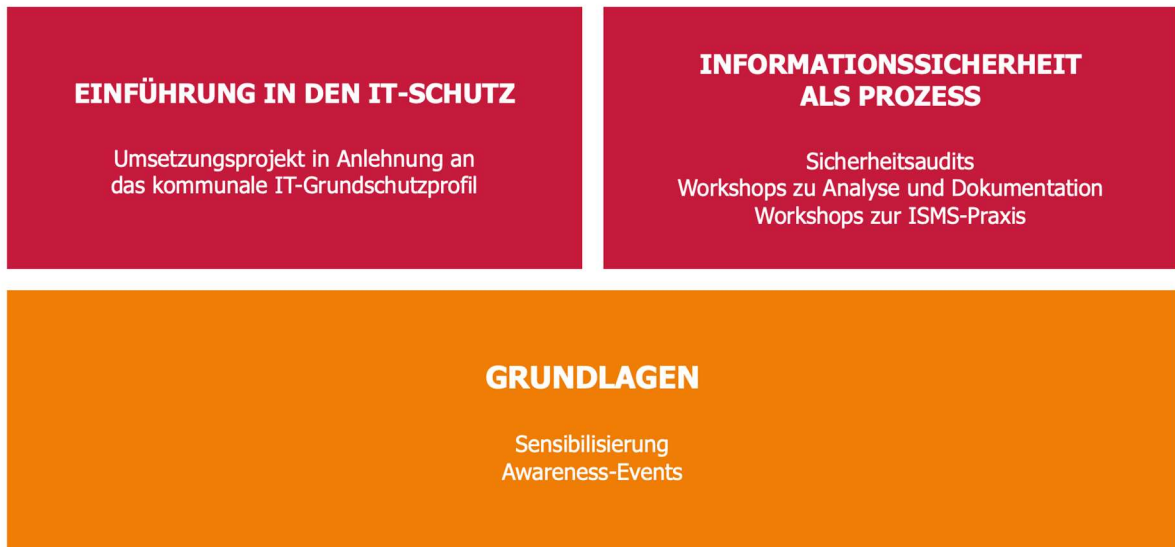 EINFÜHRUNG IN DEN IT-SCHUTZ
Umsetzungsprojekt in Anlehnung an
das kommunale IT-Grundschutzprofil
INFORMATIONSSICHERHEIT
ALS PROZESS
Sicherheitsaudits
Workshops zu Analyse und Dokumentation
Workshops zur ISMS-Praxis
GRUNDLAGEN
Sensibilisierung
Awareness-Events